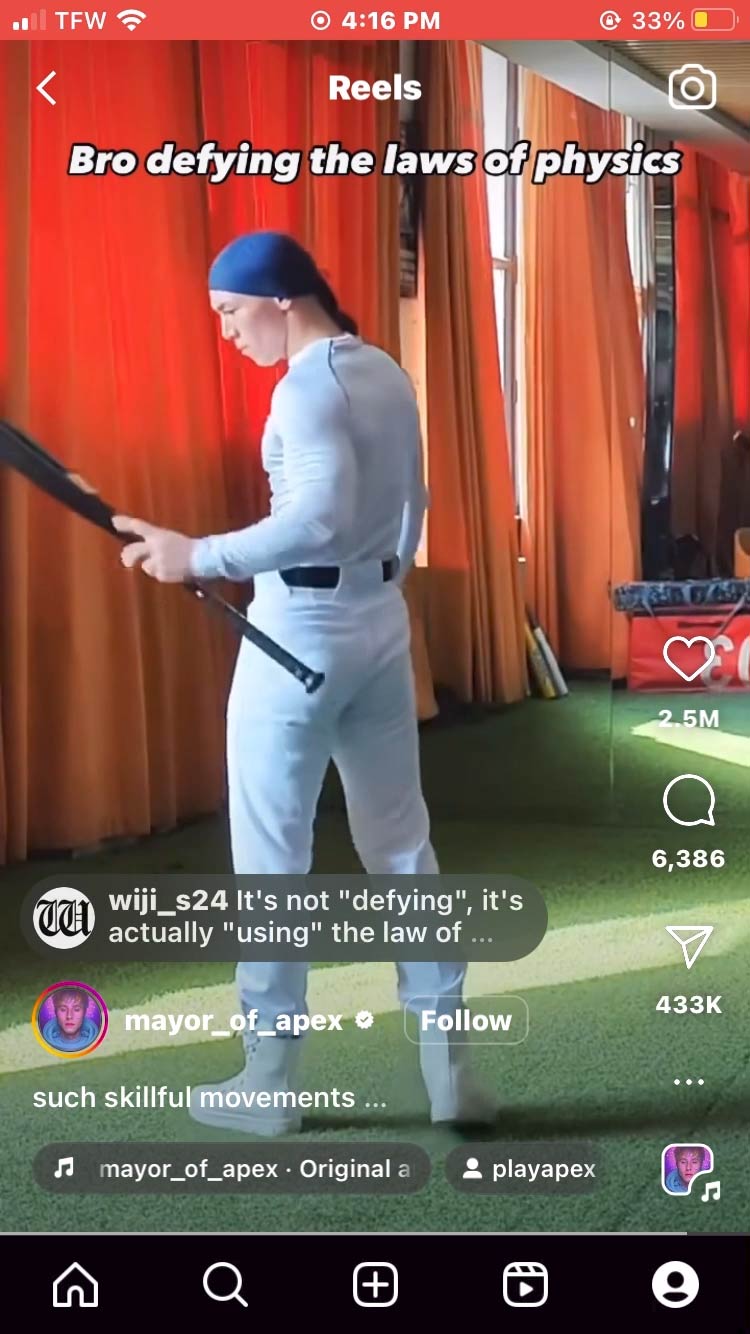 TFW 4:16 PM 33%
Reels
Bro defying the laws of physics
2.5M
6,386
wiji_s24 It's not "defying", it's
actually "using" the law of ...
433K
mayor_of_apex Follow
such skillful movements ...
mayor_of_apex · Original a
playapex